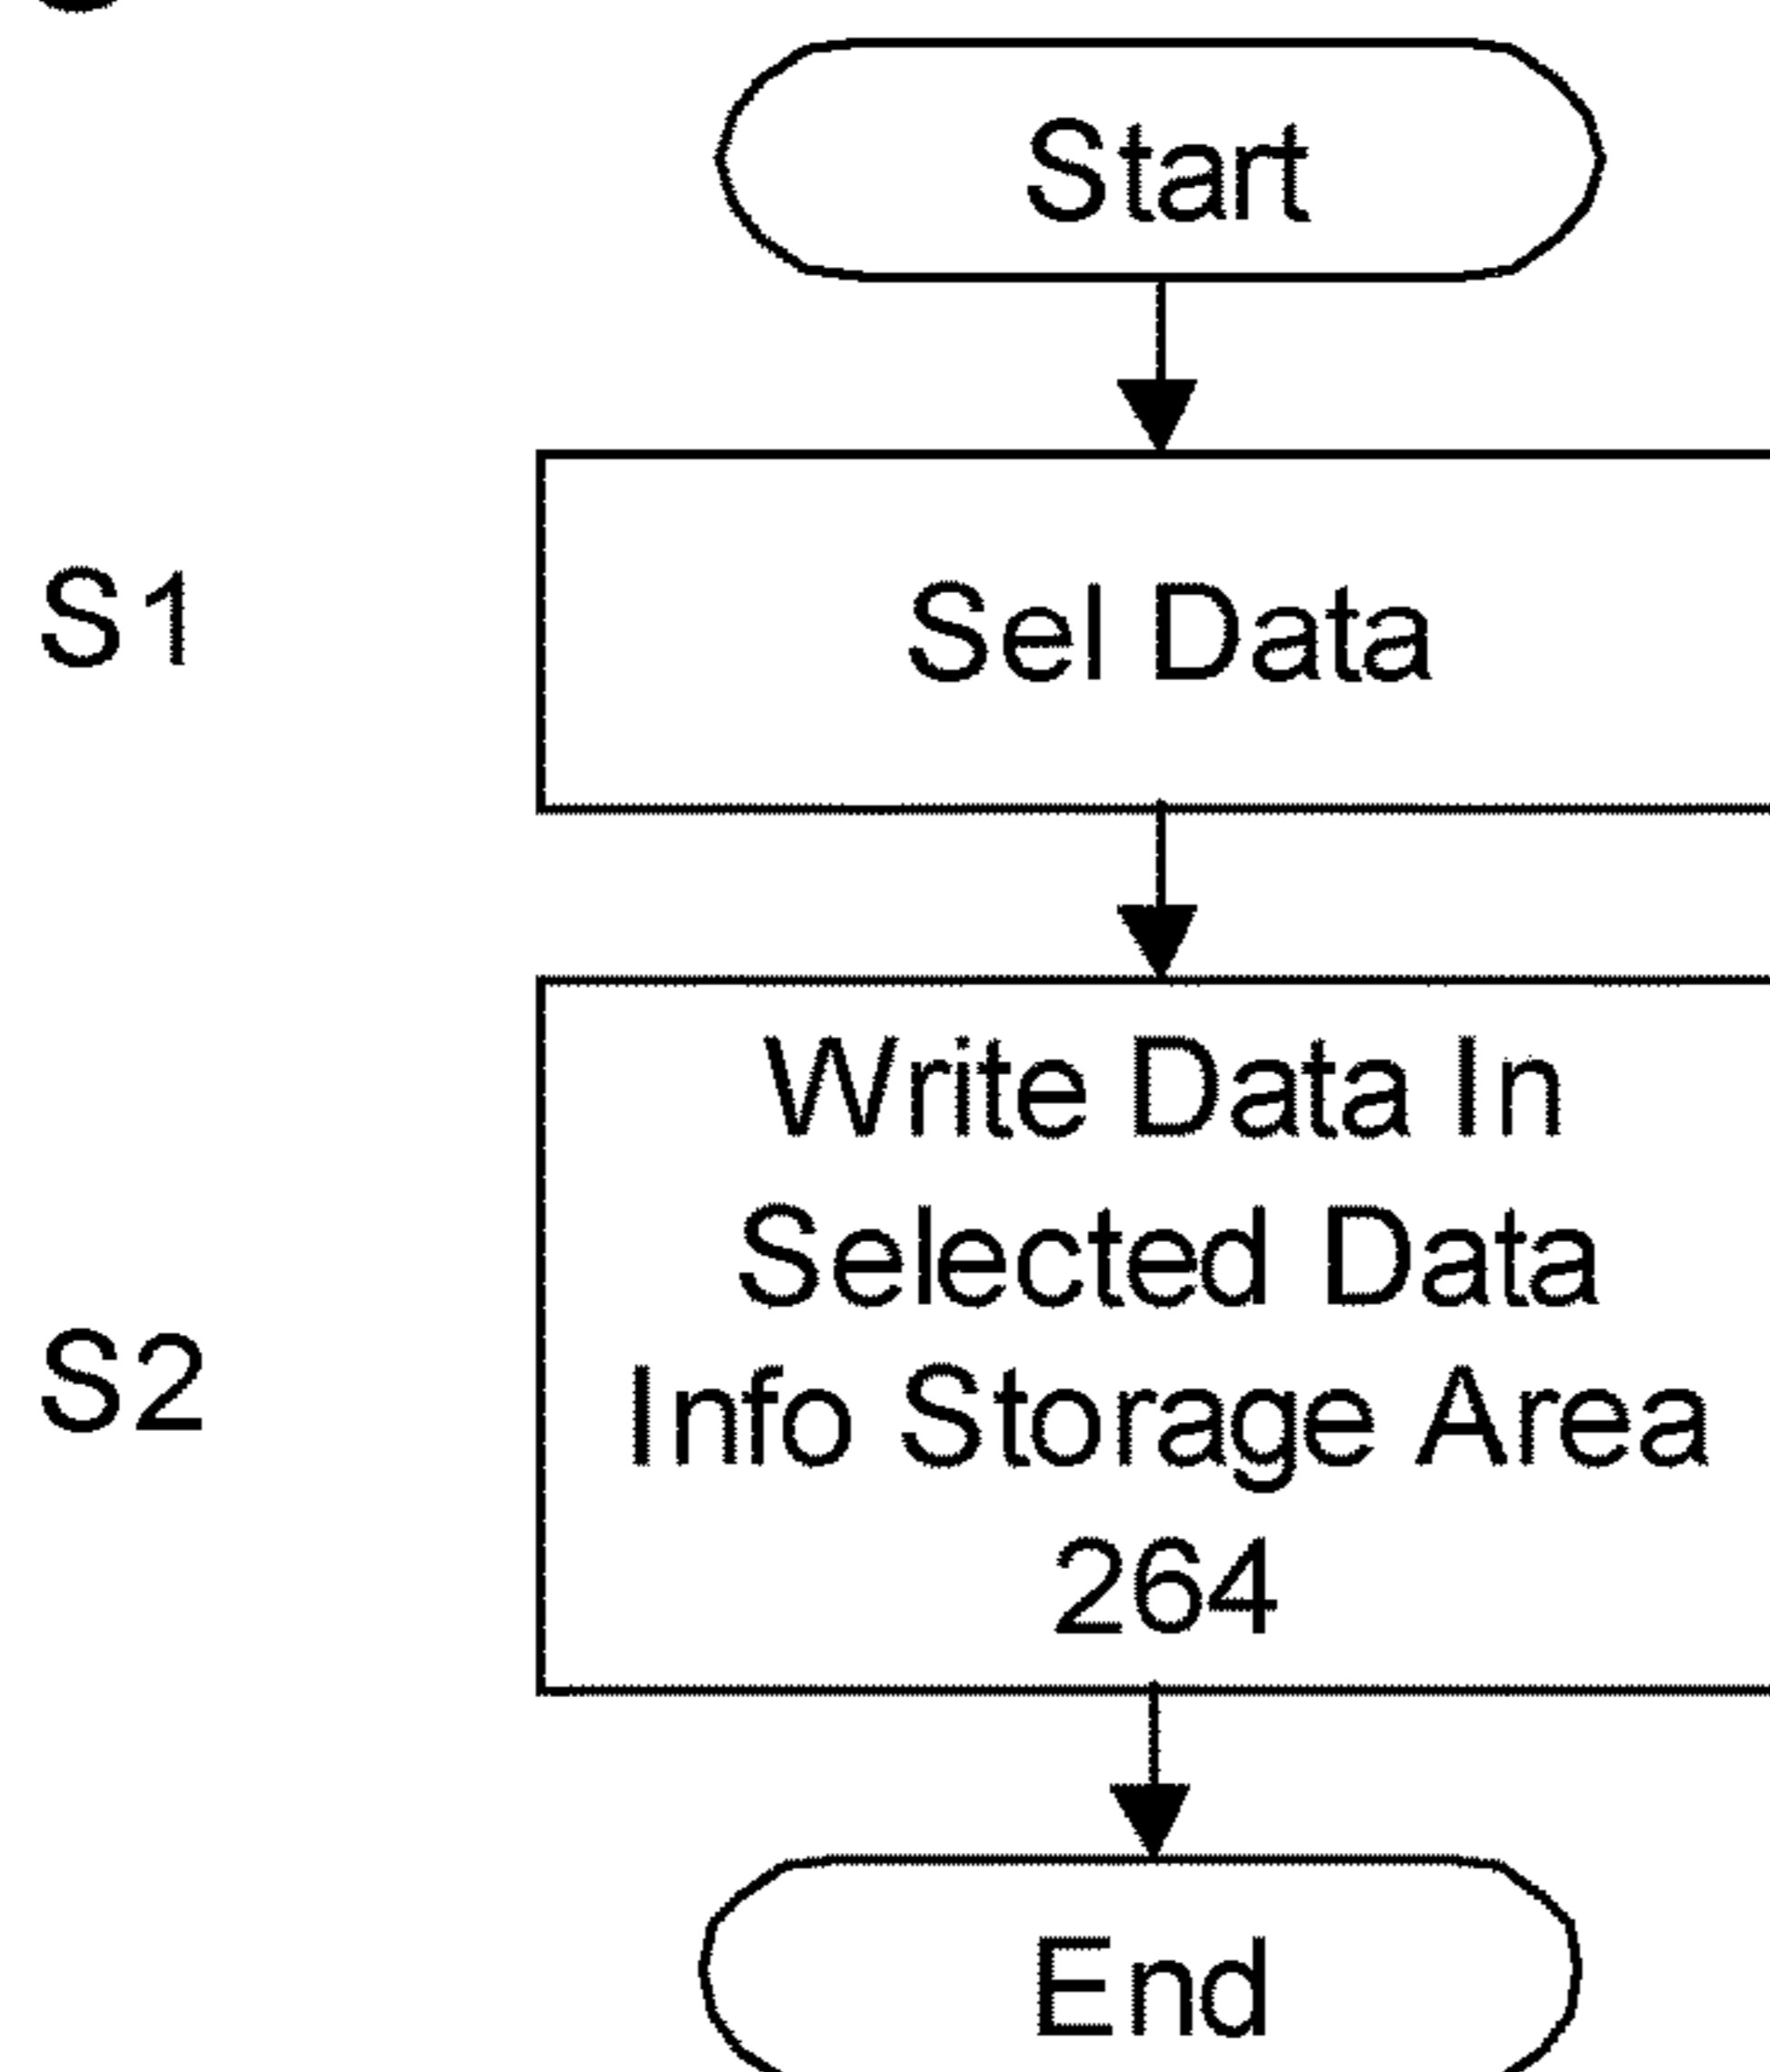 Start
S1
Sel Data
Write Data In
Selected Data
S2
Info Storage Area
264
End